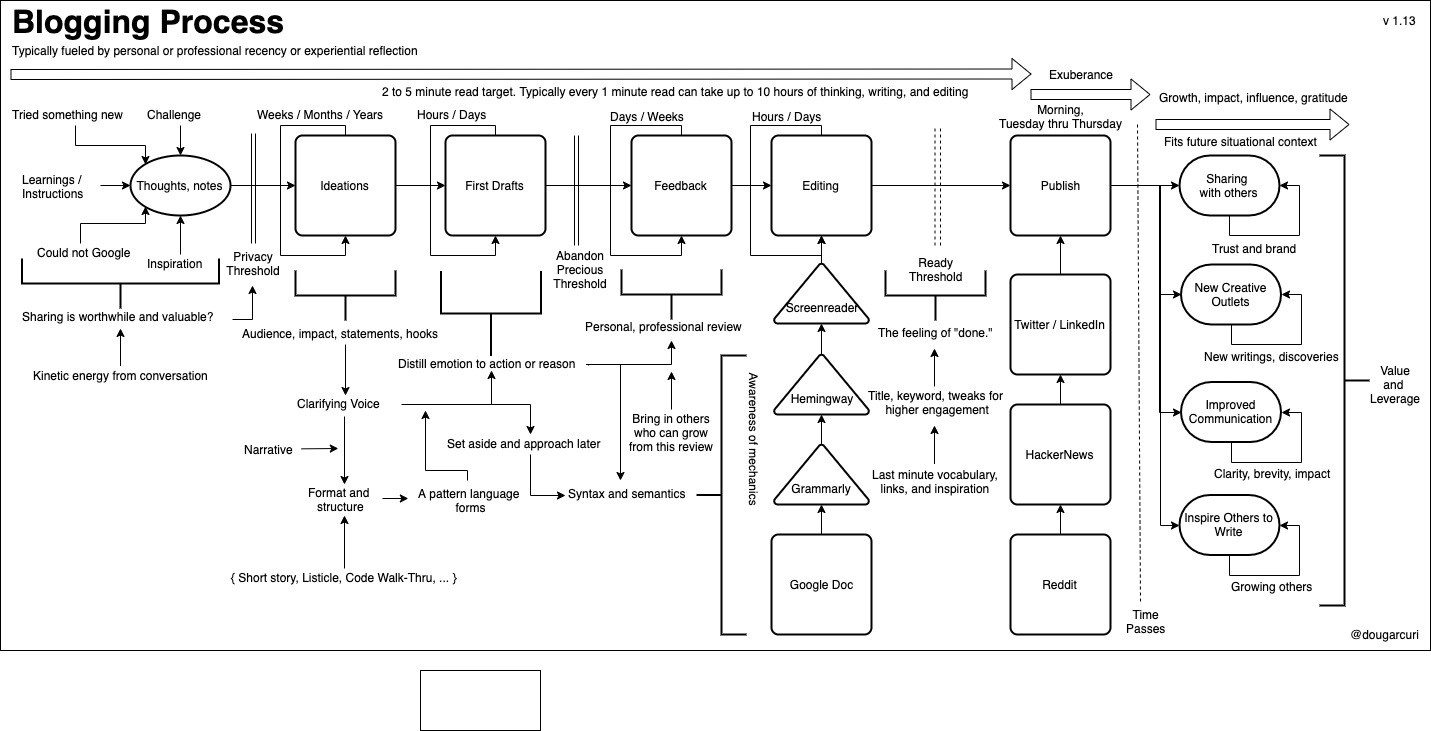 Blogging Process
v 1.13
Typically fueled by personal or professional recency or experiential reflection
Exuberance
2 to 5 minute read target. Typically every 1 minute read can take up to 10 hours of thinking, writing, and editing
Growth, impact, influence, gratitude
Tried something new
Challenge
Weeks / Months / Years
Hours / Days
Days / Weeks
Hours / Days
Morning,
Tuesday thru Thursday
Fits future situational context
Learnings /
Instructions
Thoughts, notes
Ideations
First Drafts
Feedback
Editing
Publish
Sharing
with others
Could not Google
Inspiration
Privacy
Threshold
Abandon
Precious
Threshold
Ready
Threshold
Trust and brand
New Creative
Outlets
Sharing is worthwhile and valuable?
Audience, impact, statements, hooks
Personal, professional review
Screenreader
The feeling of "done."
Twitter / LinkedIn
New writings, discoveries
Kinetic energy from conversation
Distill emotion to action or reason
Value
and
Leverage
Clarifying Voice
Awareness of mechanics
Hemingway
Title, keyword, tweaks for
higher engagement
Improved
Communication
Bring in others
who can grow
from this review
Narrative
Set aside and approach later
HackerNews
Clarity, brevity, impact
Format and
structure
A pattern language
forms
Syntax and semantics
Grammarly
Last minute vocabulary,
links, and inspiration
Inspire Others to
Write
{ Short story, Listicle, Code Walk-Thru, ... }
Google Doc
Reddit
Growing others
Time
Passes
@dougarcuri